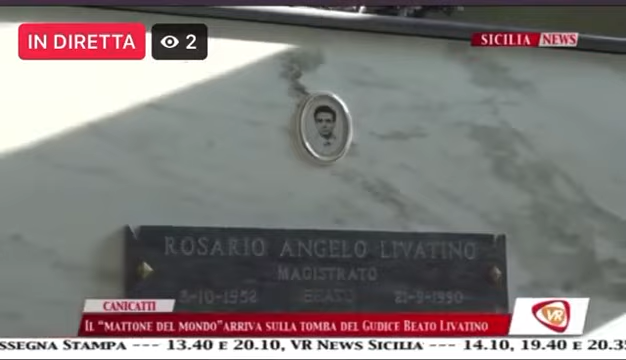 IN DIRETTA
2
SICILIA NEWS
ROSARIO ANGELO LIVATINO
MAGISTRATO
3-10-1952 BEATO 21-9-1990
CANICATTI
IL "MATTONE DEL MONDO"ARRIVA SULLA TOMBA DEL GUDICE BEATO LIVATINO
VR
SSEGNA STAMPA --- 13.40 E 20.10, VR NEWS SICILIA --- 14.10, 19.40 E 20.35